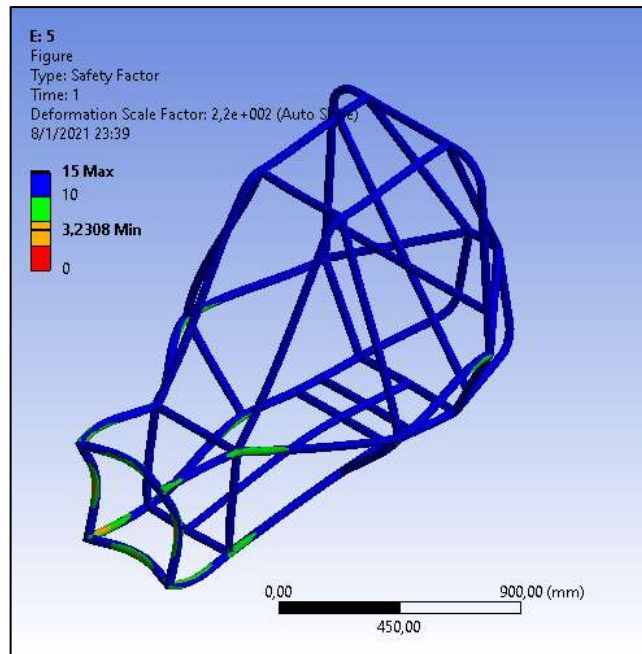 E: 5
Figure
Type: Safety Factor
Time: 1
Deformation Scale Factor: 2,2e+002 (Auto Scale)
8/1/2021 23:39
15 Max
10
3,2308 Min
0
0,00 900,00 (mm)
450,00